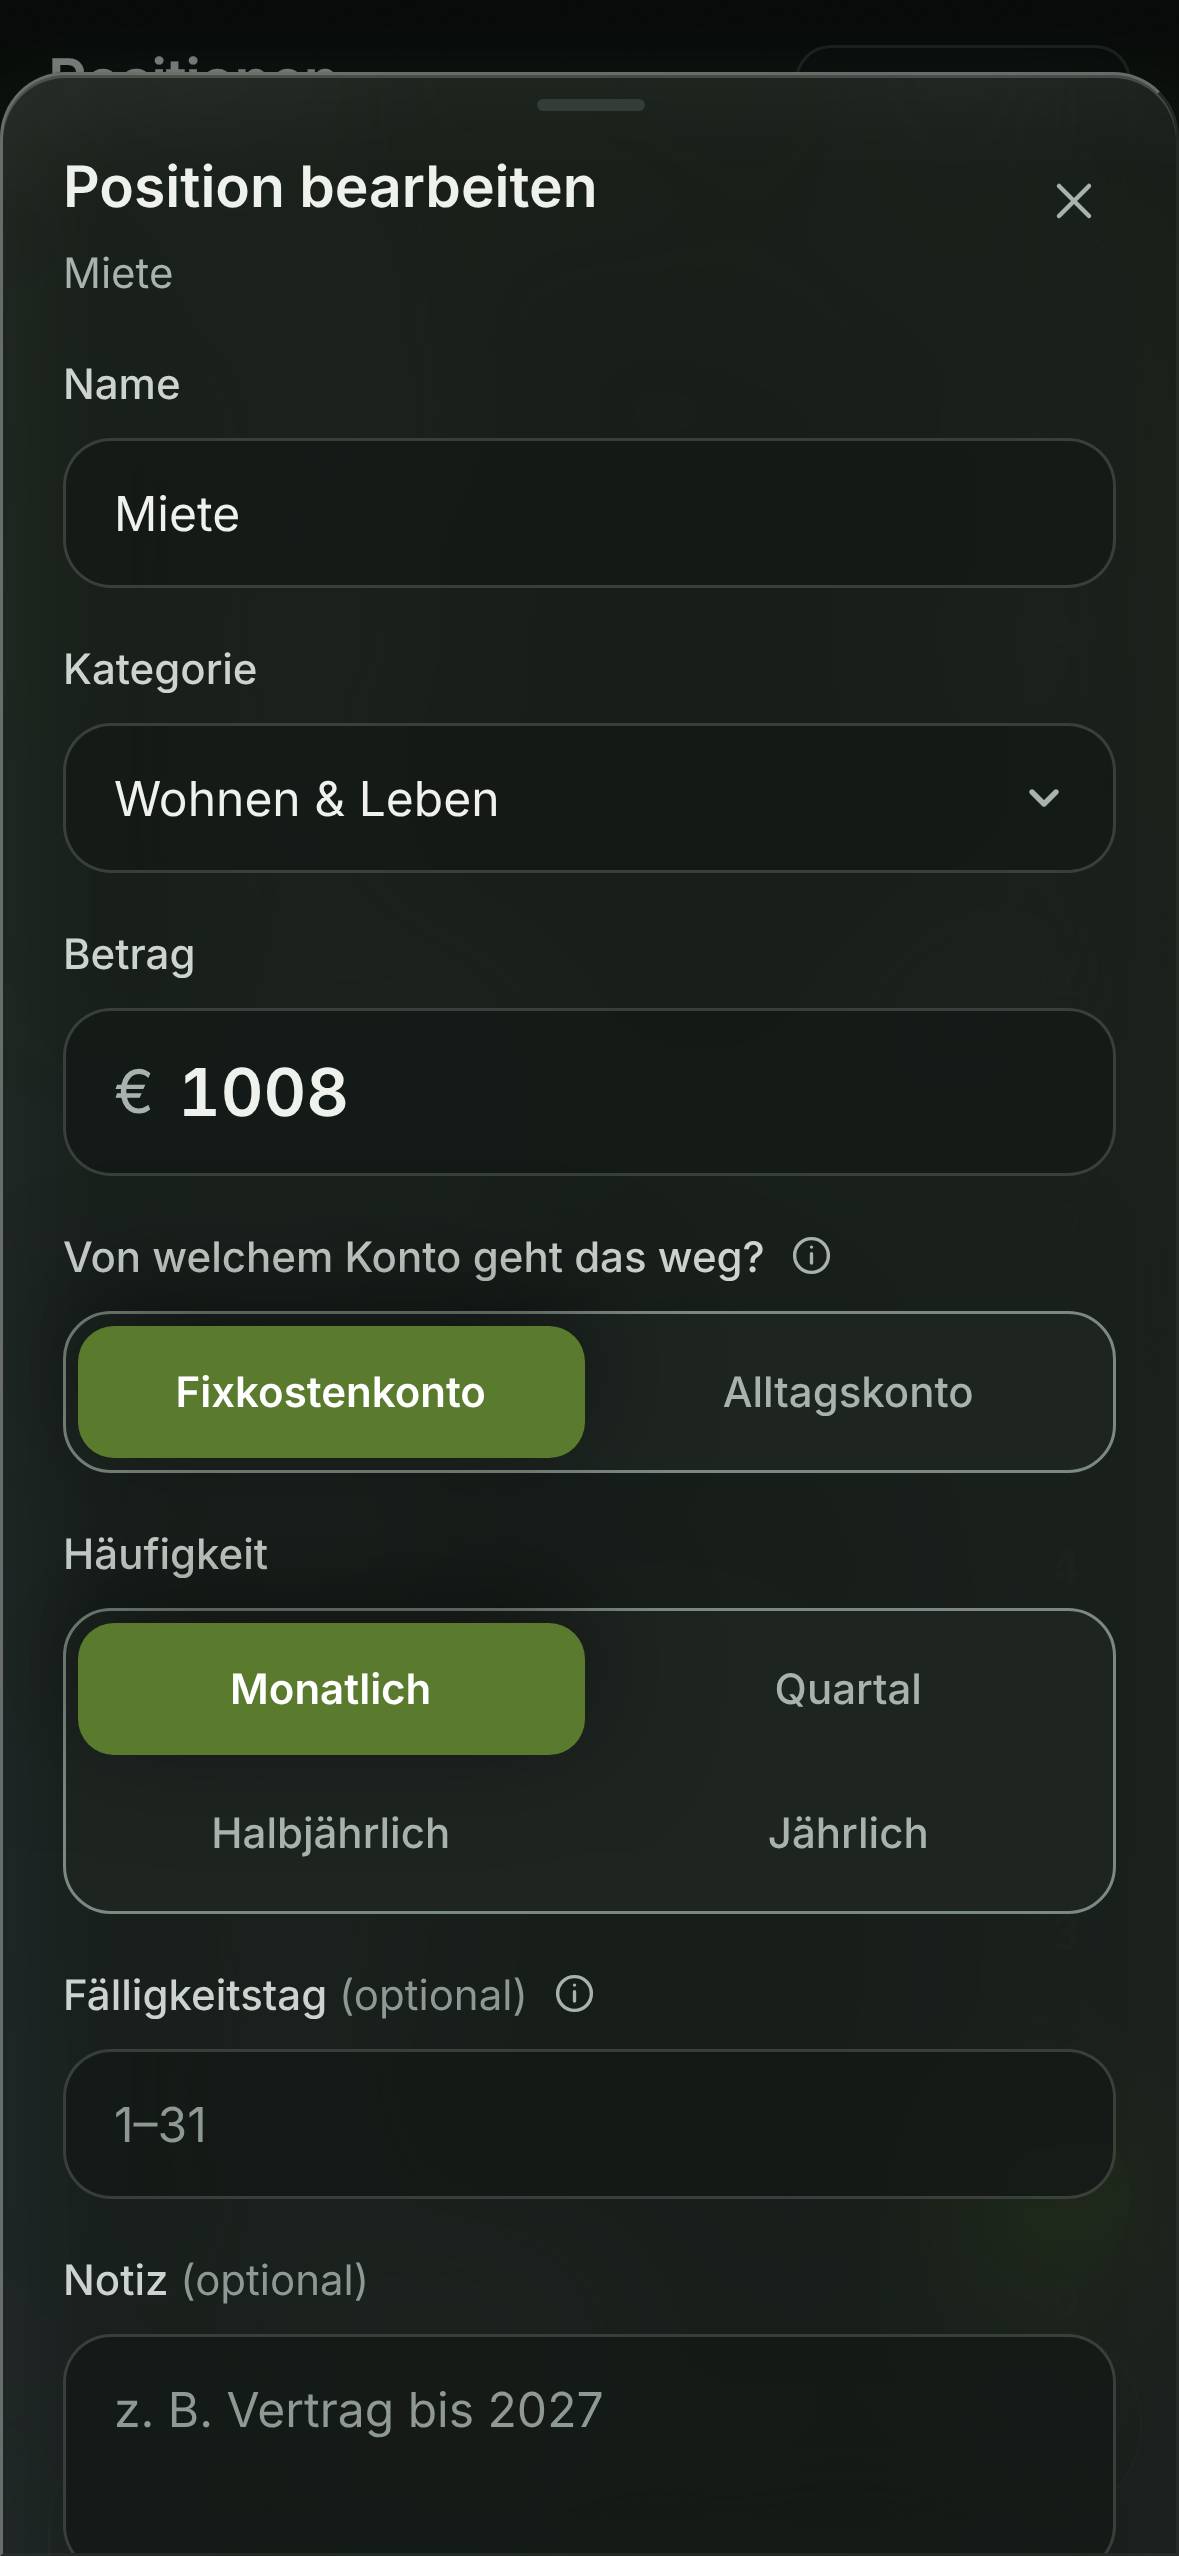 Positionen
Position bearbeiten
Miete
Name
Miete
Kategorie
Wohnen & Leben
Betrag
€ 1008
Von welchem Konto geht das weg?
Fixkostenkonto
Alltagskonto
Häufigkeit
Monatlich
Quartal
Halbjährlich
Jährlich
Fälligkeitstag (optional)
1–31
Notiz (optional)
z. B. Vertrag bis 2027